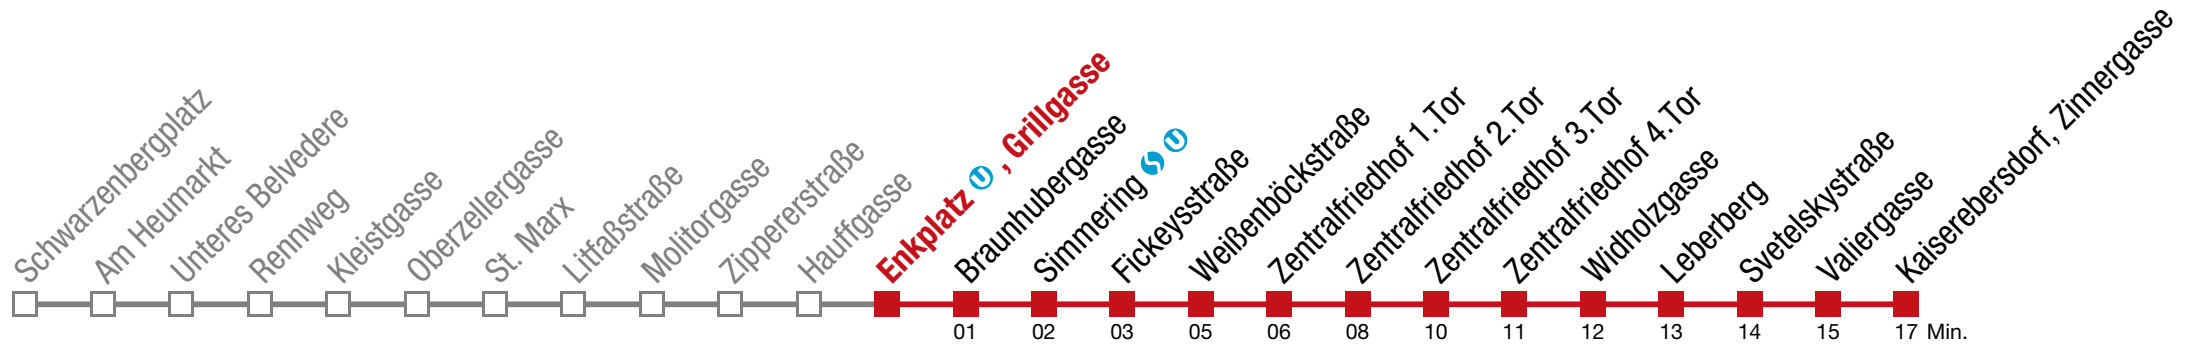 Schwarzenbergplatz
Am Heumarkt
Unteres Belvedere
Rennweg
Kleistgasse
Oberzellergasse
St. Marx
Litfaßstraße
Molitorgasse
Zippererstraße
Hauffgasse
Enkplatz U , Grillgasse
Braunhubergasse
Simmering S U
Fickeysstraße
Weißenböckstraße
Zentralfriedhof 1.Tor
Zentralfriedhof 2.Tor
Zentralfriedhof 3.Tor
Zentralfriedhof 4.Tor
Widholzgasse
Leberberg
Svetelskystraße
Valiergasse
Kaiserebersdorf, Zinnergasse
01 02 03 05 06 08 10 11 12 13 14 15 17 Min.